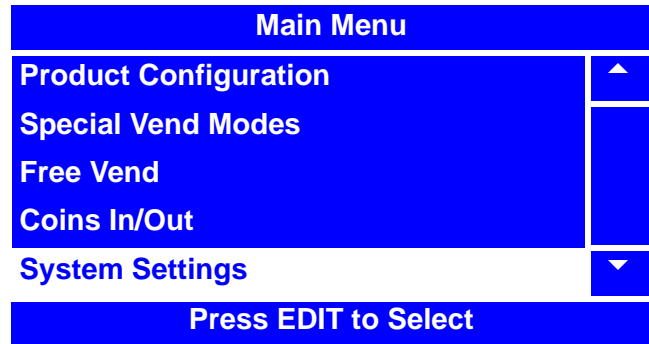 Main Menu
Product Configuration
Special Vend Modes
Free Vend
Coins In/Out
System Settings
Press EDIT to Select